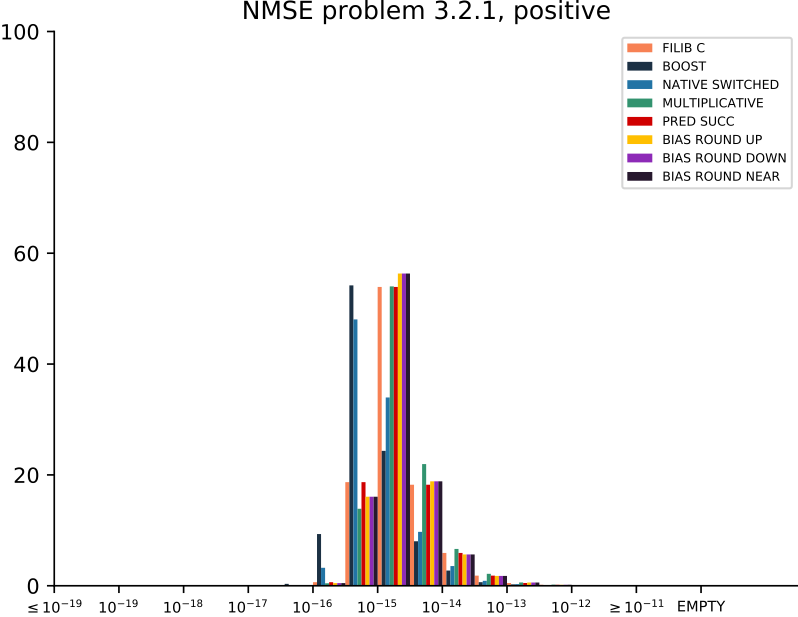 NMSE problem 3.2.1, positive
100
80
60
40
20
0
FILIB C
BOOST
NATIVE SWITCHED
MULTIPLICATIVE
PRED SUCC
BIAS ROUND UP
BIAS ROUND DOWN
BIAS ROUND NEAR
≤10⁻¹⁹ 10⁻¹⁹ 10⁻¹⁸ 10⁻¹⁷ 10⁻¹⁶ 10⁻¹⁵ 10⁻¹⁴ 10⁻¹³ 10⁻¹² ≥10⁻¹¹ EMPTY